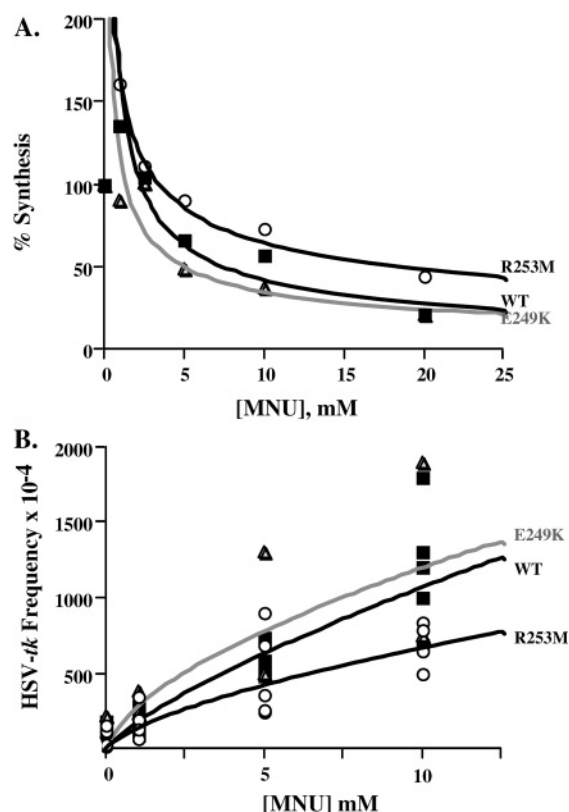 A.
% Synthesis
200
150
100
50
0
0 5 10 15 20 25
R253M
WT
E249K
[MNU], mM
B.
HSV-tk Frequency x 10-4
2000
1500
1000
500
0 5 10
E249K
WT
R253M
[MNU] mM